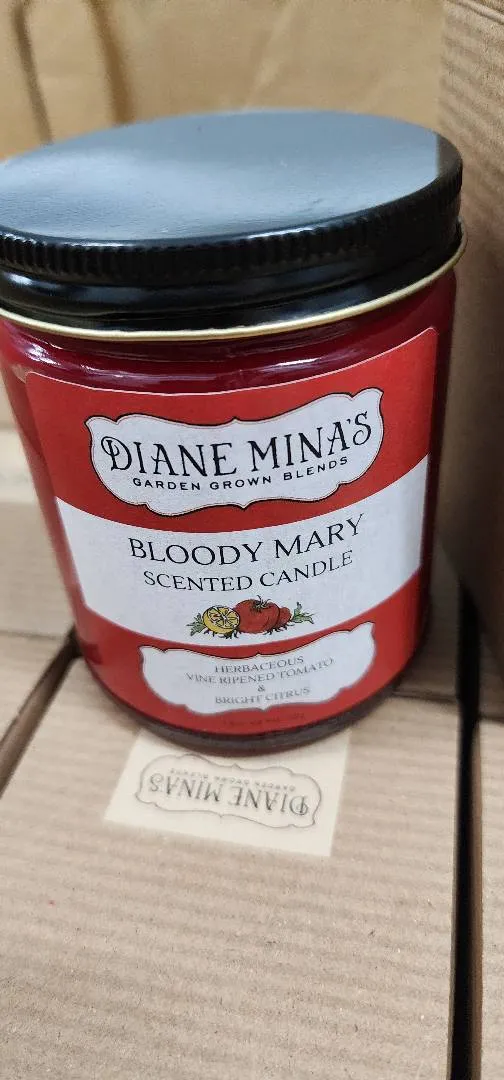 DIANE MINA'S
GARDEN GROWN BLENDS
BLOODY MARY
SCENTED CANDLE
HERBACEOUS
VINE RIPENED TOMATO
&
BRIGHT CITRUS
DIANE MINA'S
GARDEN GROWN BLENDS